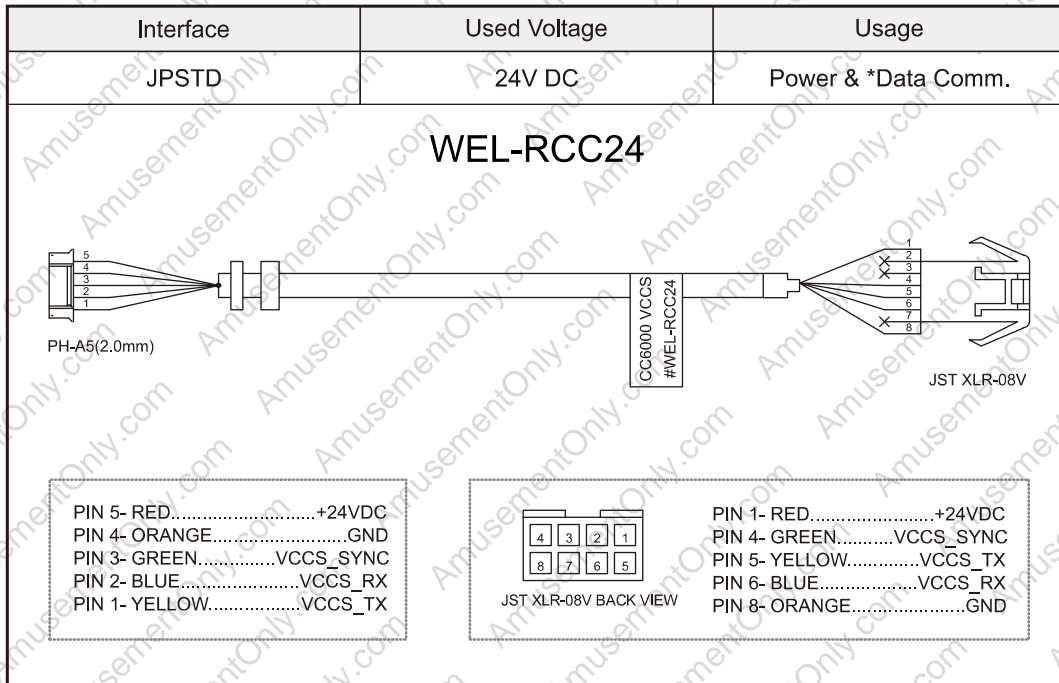 Interface Used Voltage Usage
JPSTD 24V DC Power & *Data Comm.
WEL-RCC24
5
4
3
2
1
PH-A5(2.0mm)
CC6000 VCCS
#WEL-RCC24
1
2
3
4
5
6
7
8
JST XLR-08V
PIN 5- RED........................+24VDC
PIN 4- ORANGE......................GND
PIN 3- GREEN.............VCCS_SYNC
PIN 2- BLUE....................VCCS_RX
PIN 1- YELLOW................VCCS_TX
4 3 2 1
8 7 6 5
JST XLR-08V BACK VIEW
PIN 1- RED.....................+24VDC
PIN 4- GREEN..........VCCS_SYNC
PIN 5- YELLOW............VCCS_TX
PIN 6- BLUE................VCCS_RX
PIN 8- ORANGE...................GND
AmusementOnly.com